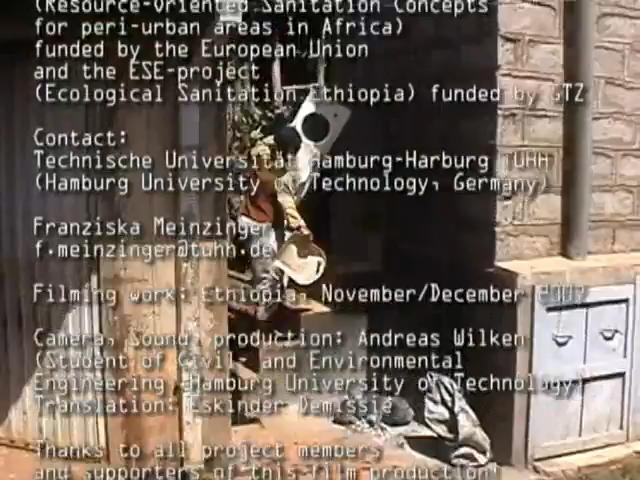 (Resource-Oriented Sanitation Concepts
for peri-urban areas in Africa)
funded by the European Union
and the ESE-project
(Ecological Sanitation Ethiopia) funded by GTZ
Contact:
Technische Universität Hamburg-Harburg TUHH
(Hamburg University of Technology, Germany)
Franziska Meinzinger
f.meinzinger@tuhh.de
Filming work: Ethiopia, November/December 2007
Camera, Sound, production: Andreas Wilken
(Student of Civil- and Environmental
Engineering, Hamburg University of Technology)
Translation: Eskinder Demissie
Thanks to all project members
and supporters of this film production!